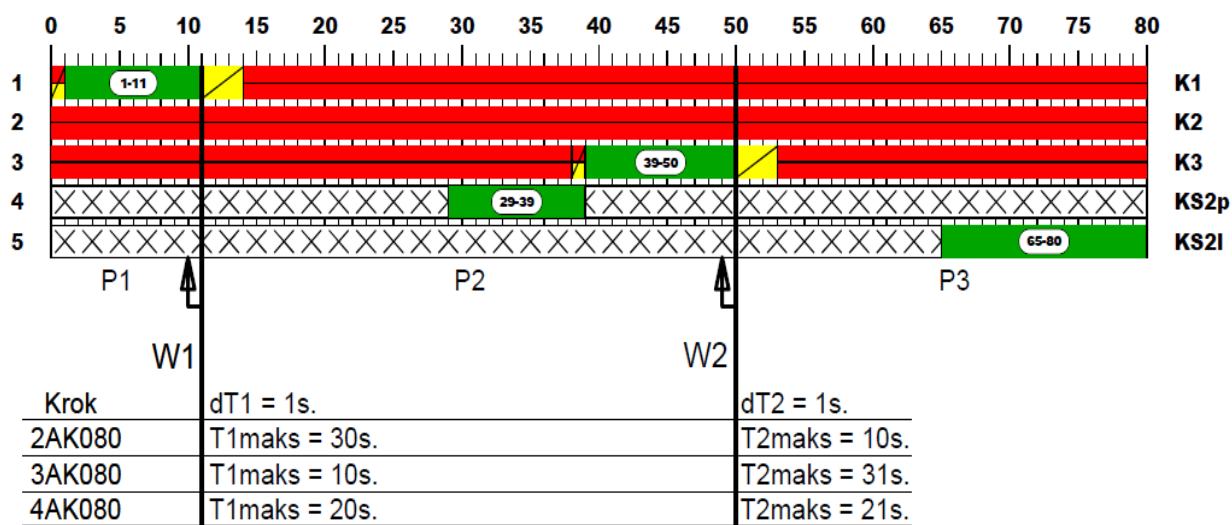 0 5 10 15 20 25 30 35 40 45 50 55 60 65 70 75 80
1 1-11 K1
2 K2
3 39-50 K3
4 29-39 KS2p
5 65-80 KS2l
P1 P2 P3
W1 W2
Krok dT1 = 1s. dT2 = 1s.
2AK080 T1maks = 30s. T2maks = 10s.
3AK080 T1maks = 10s. T2maks = 31s.
4AK080 T1maks = 20s. T2maks = 21s.